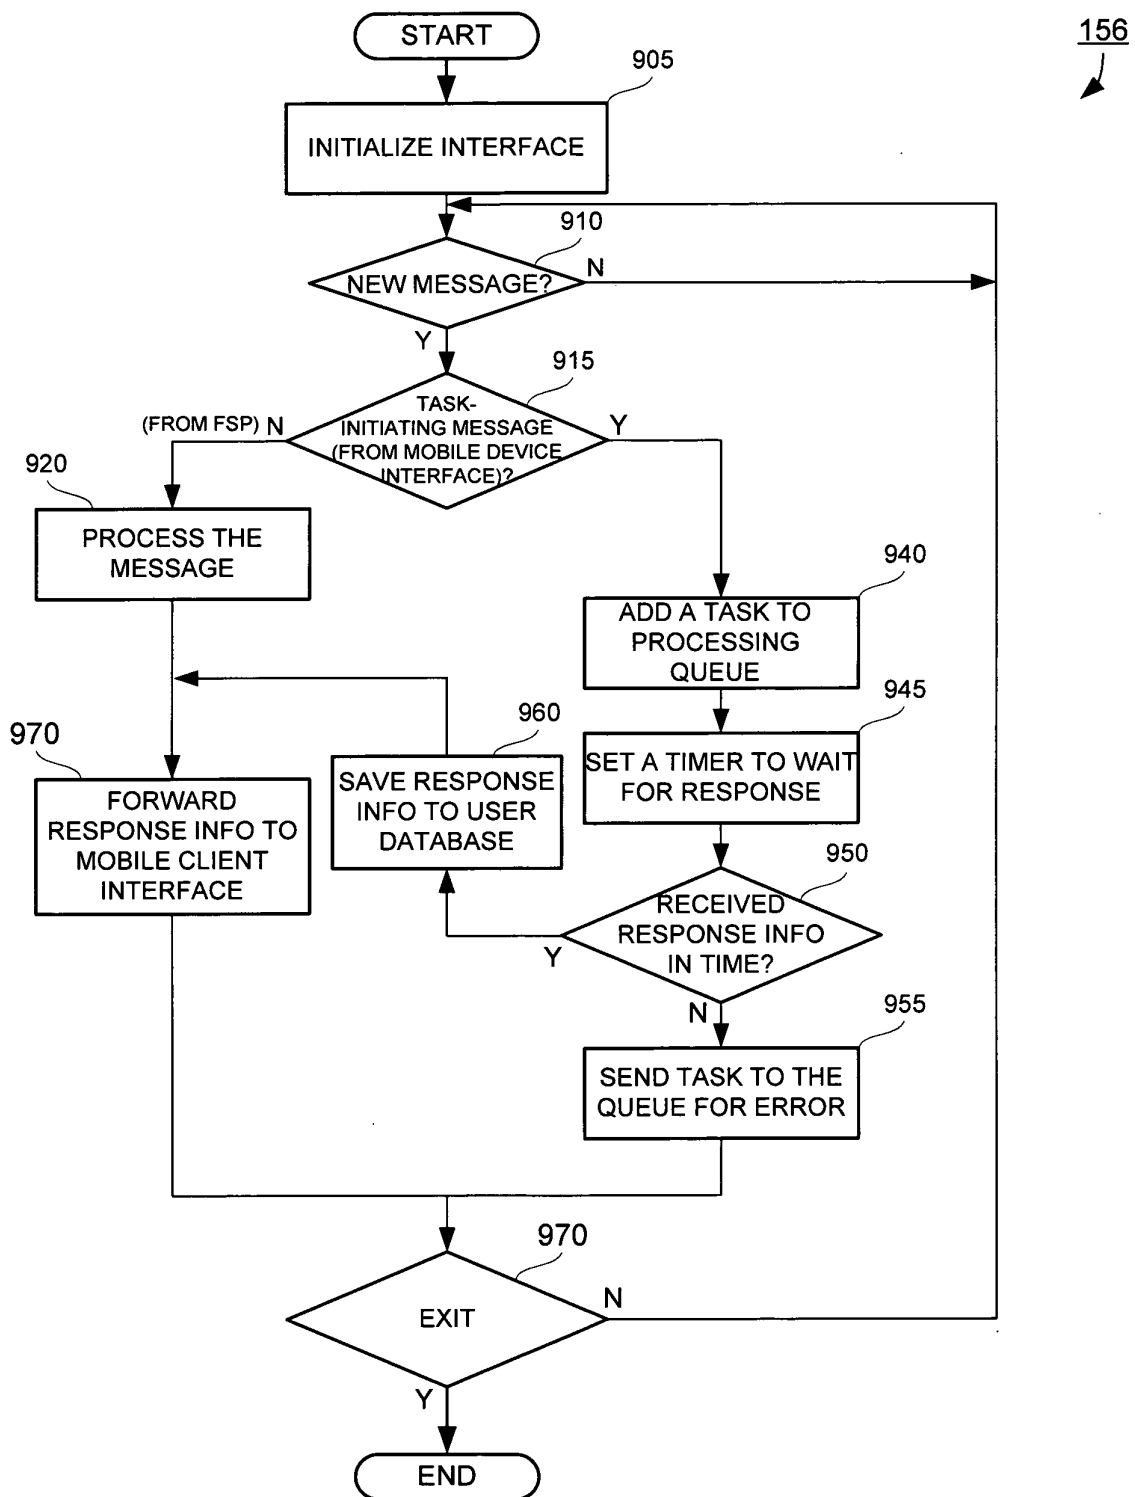 START
156
905
INITIALIZE INTERFACE
910
NEW MESSAGE?
N
Y
915
TASK-
INITIATING MESSAGE
(FROM MOBILE DEVICE
INTERFACE)?
(FROM FSP) N
Y
920
PROCESS THE
MESSAGE
940
ADD A TASK TO
PROCESSING
QUEUE
945
SET A TIMER TO WAIT
FOR RESPONSE
960
SAVE RESPONSE
INFO TO USER
DATABASE
970
FORWARD
RESPONSE INFO TO
MOBILE CLIENT
INTERFACE
950
RECEIVED
RESPONSE INFO
IN TIME?
Y
N
955
SEND TASK TO THE
QUEUE FOR ERROR
970
EXIT
N
Y
END